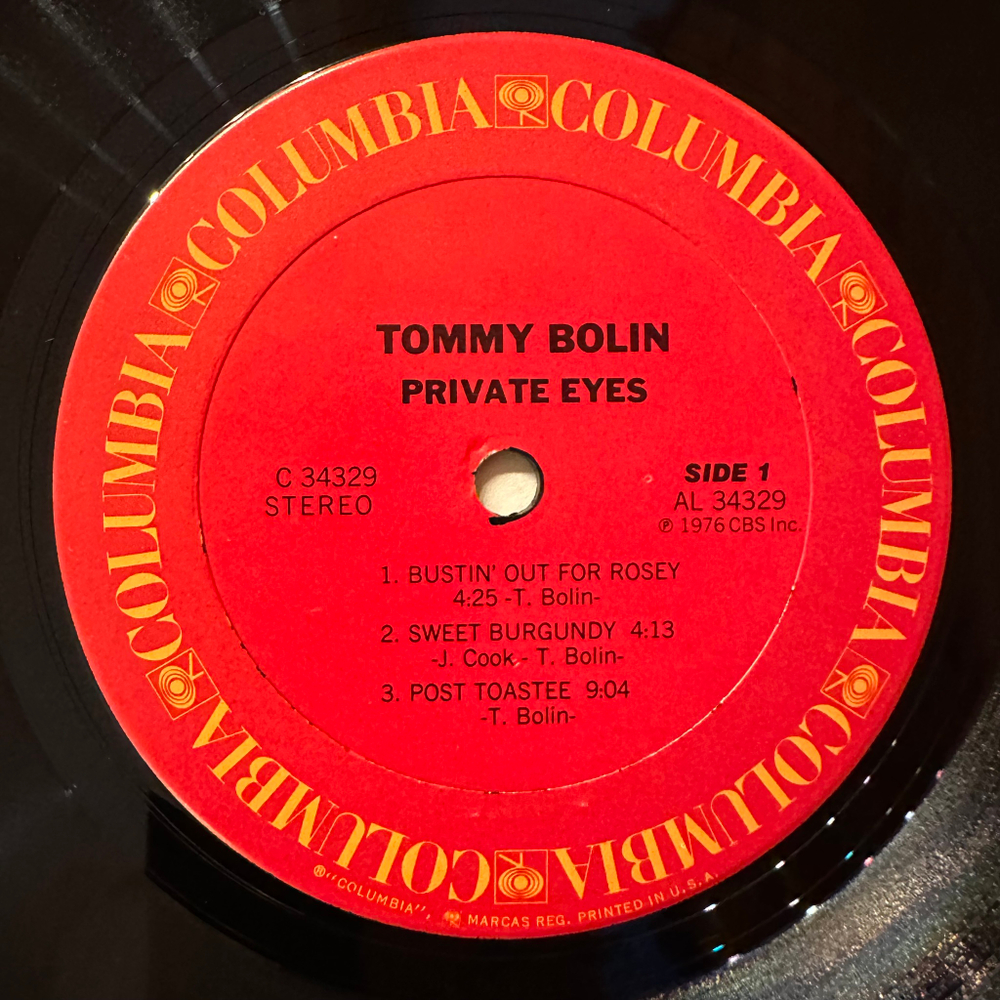 COLUMBIA COLUMBIA COLUMBIA COLUMBIA COLUMBIA COLUMBIA COLUMBIA COLUMBIA
TOMMY BOLIN
PRIVATE EYES
C 34329
STEREO
SIDE 1
AL 34329
℗ 1976 CBS Inc.
1. BUSTIN' OUT FOR ROSEY
4:25 -T. Bolin-
2. SWEET BURGUNDY 4:13
-J. Cook - T. Bolin-
3. POST TOASTEE 9:04
-T. Bolin-
®"COLUMBIA", MARCAS REG. PRINTED IN U.S.A.